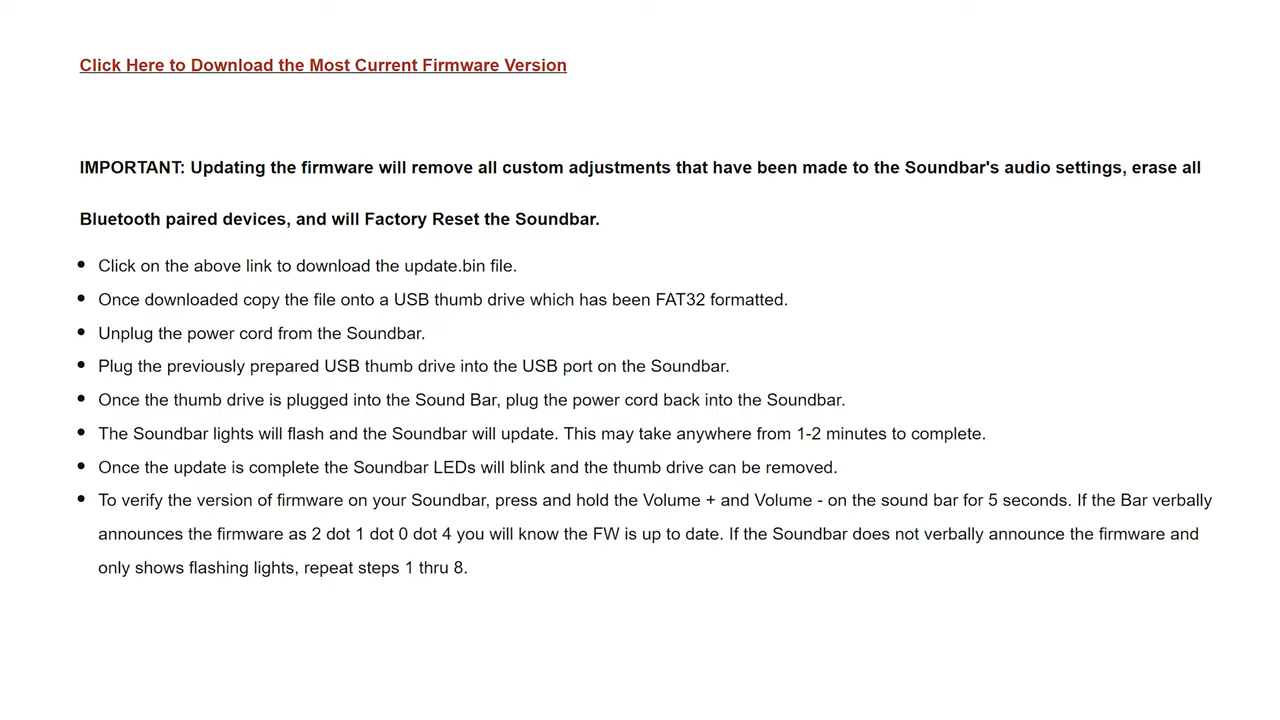 Click Here to Download the Most Current Firmware Version
IMPORTANT: Updating the firmware will remove all custom adjustments that have been made to the Soundbar's audio settings, erase all
Bluetooth paired devices, and will Factory Reset the Soundbar.
• Click on the above link to download the update.bin file.
• Once downloaded copy the file onto a USB thumb drive which has been FAT32 formatted.
• Unplug the power cord from the Soundbar.
• Plug the previously prepared USB thumb drive into the USB port on the Soundbar.
• Once the thumb drive is plugged into the Sound Bar, plug the power cord back into the Soundbar.
• The Soundbar lights will flash and the Soundbar will update. This may take anywhere from 1-2 minutes to complete.
• Once the update is complete the Soundbar LEDs will blink and the thumb drive can be removed.
• To verify the version of firmware on your Soundbar, press and hold the Volume + and Volume - on the sound bar for 5 seconds. If the Bar verbally
announces the firmware as 2 dot 1 dot 0 dot 4 you will know the FW is up to date. If the Soundbar does not verbally announce the firmware and
only shows flashing lights, repeat steps 1 thru 8.